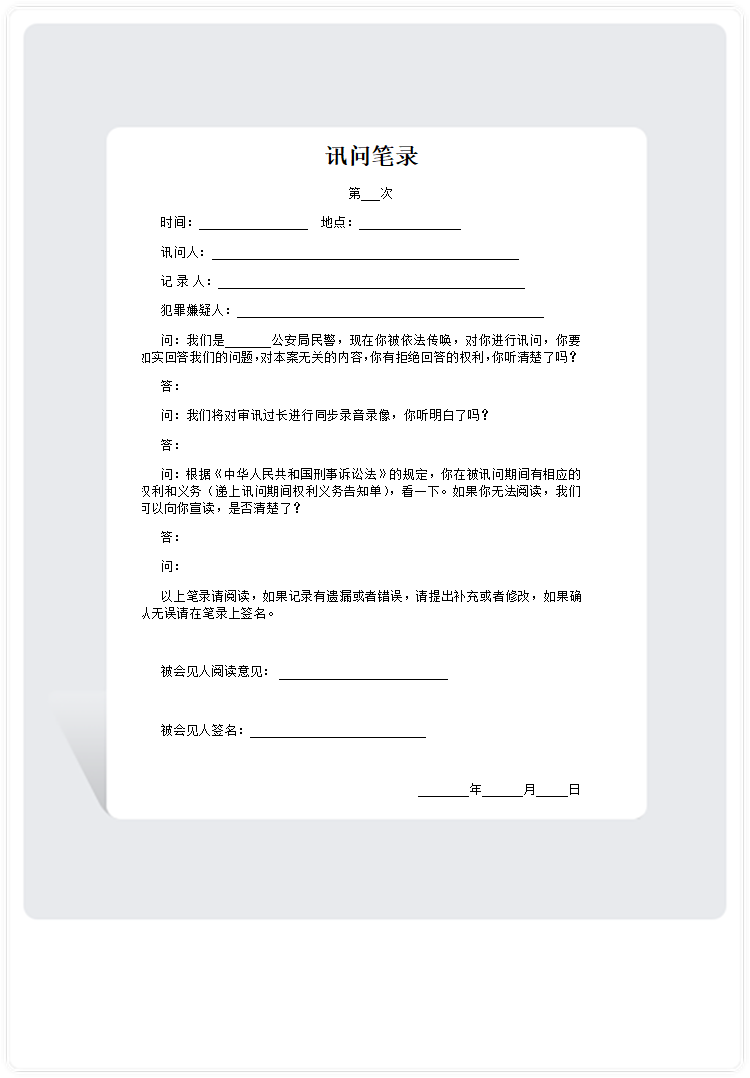 讯问笔录
第___次
时间：_________________ 地点：________________
讯问人：________________________________________________
记 录 人：________________________________________________
犯罪嫌疑人：________________________________________________
问：我们是_______公安局民警，现在你被依法传唤，对你进行讯问，你要
如实回答我们的问题，对本案无关的内容，你有拒绝回答的权利，你听清楚了吗？
答：
问：我们将对审讯过长进行同步录音录像，你听明白了吗？
答：
问：根据《中华人民共和国刑事诉讼法》的规定，你在被讯问期间有相应的
权利和义务（递上讯问期间权利义务告知单），看一下。如果你无法阅读，我们
可以向你宣读，是否清楚了？
答：
问：
以上笔录请阅读，如果记录有遗漏或者错误，请提出补充或者修改，如果确
认无误请在笔录上签名。
被会见人阅读意见：__________________________
被会见人签名：___________________________
________年______月_____日